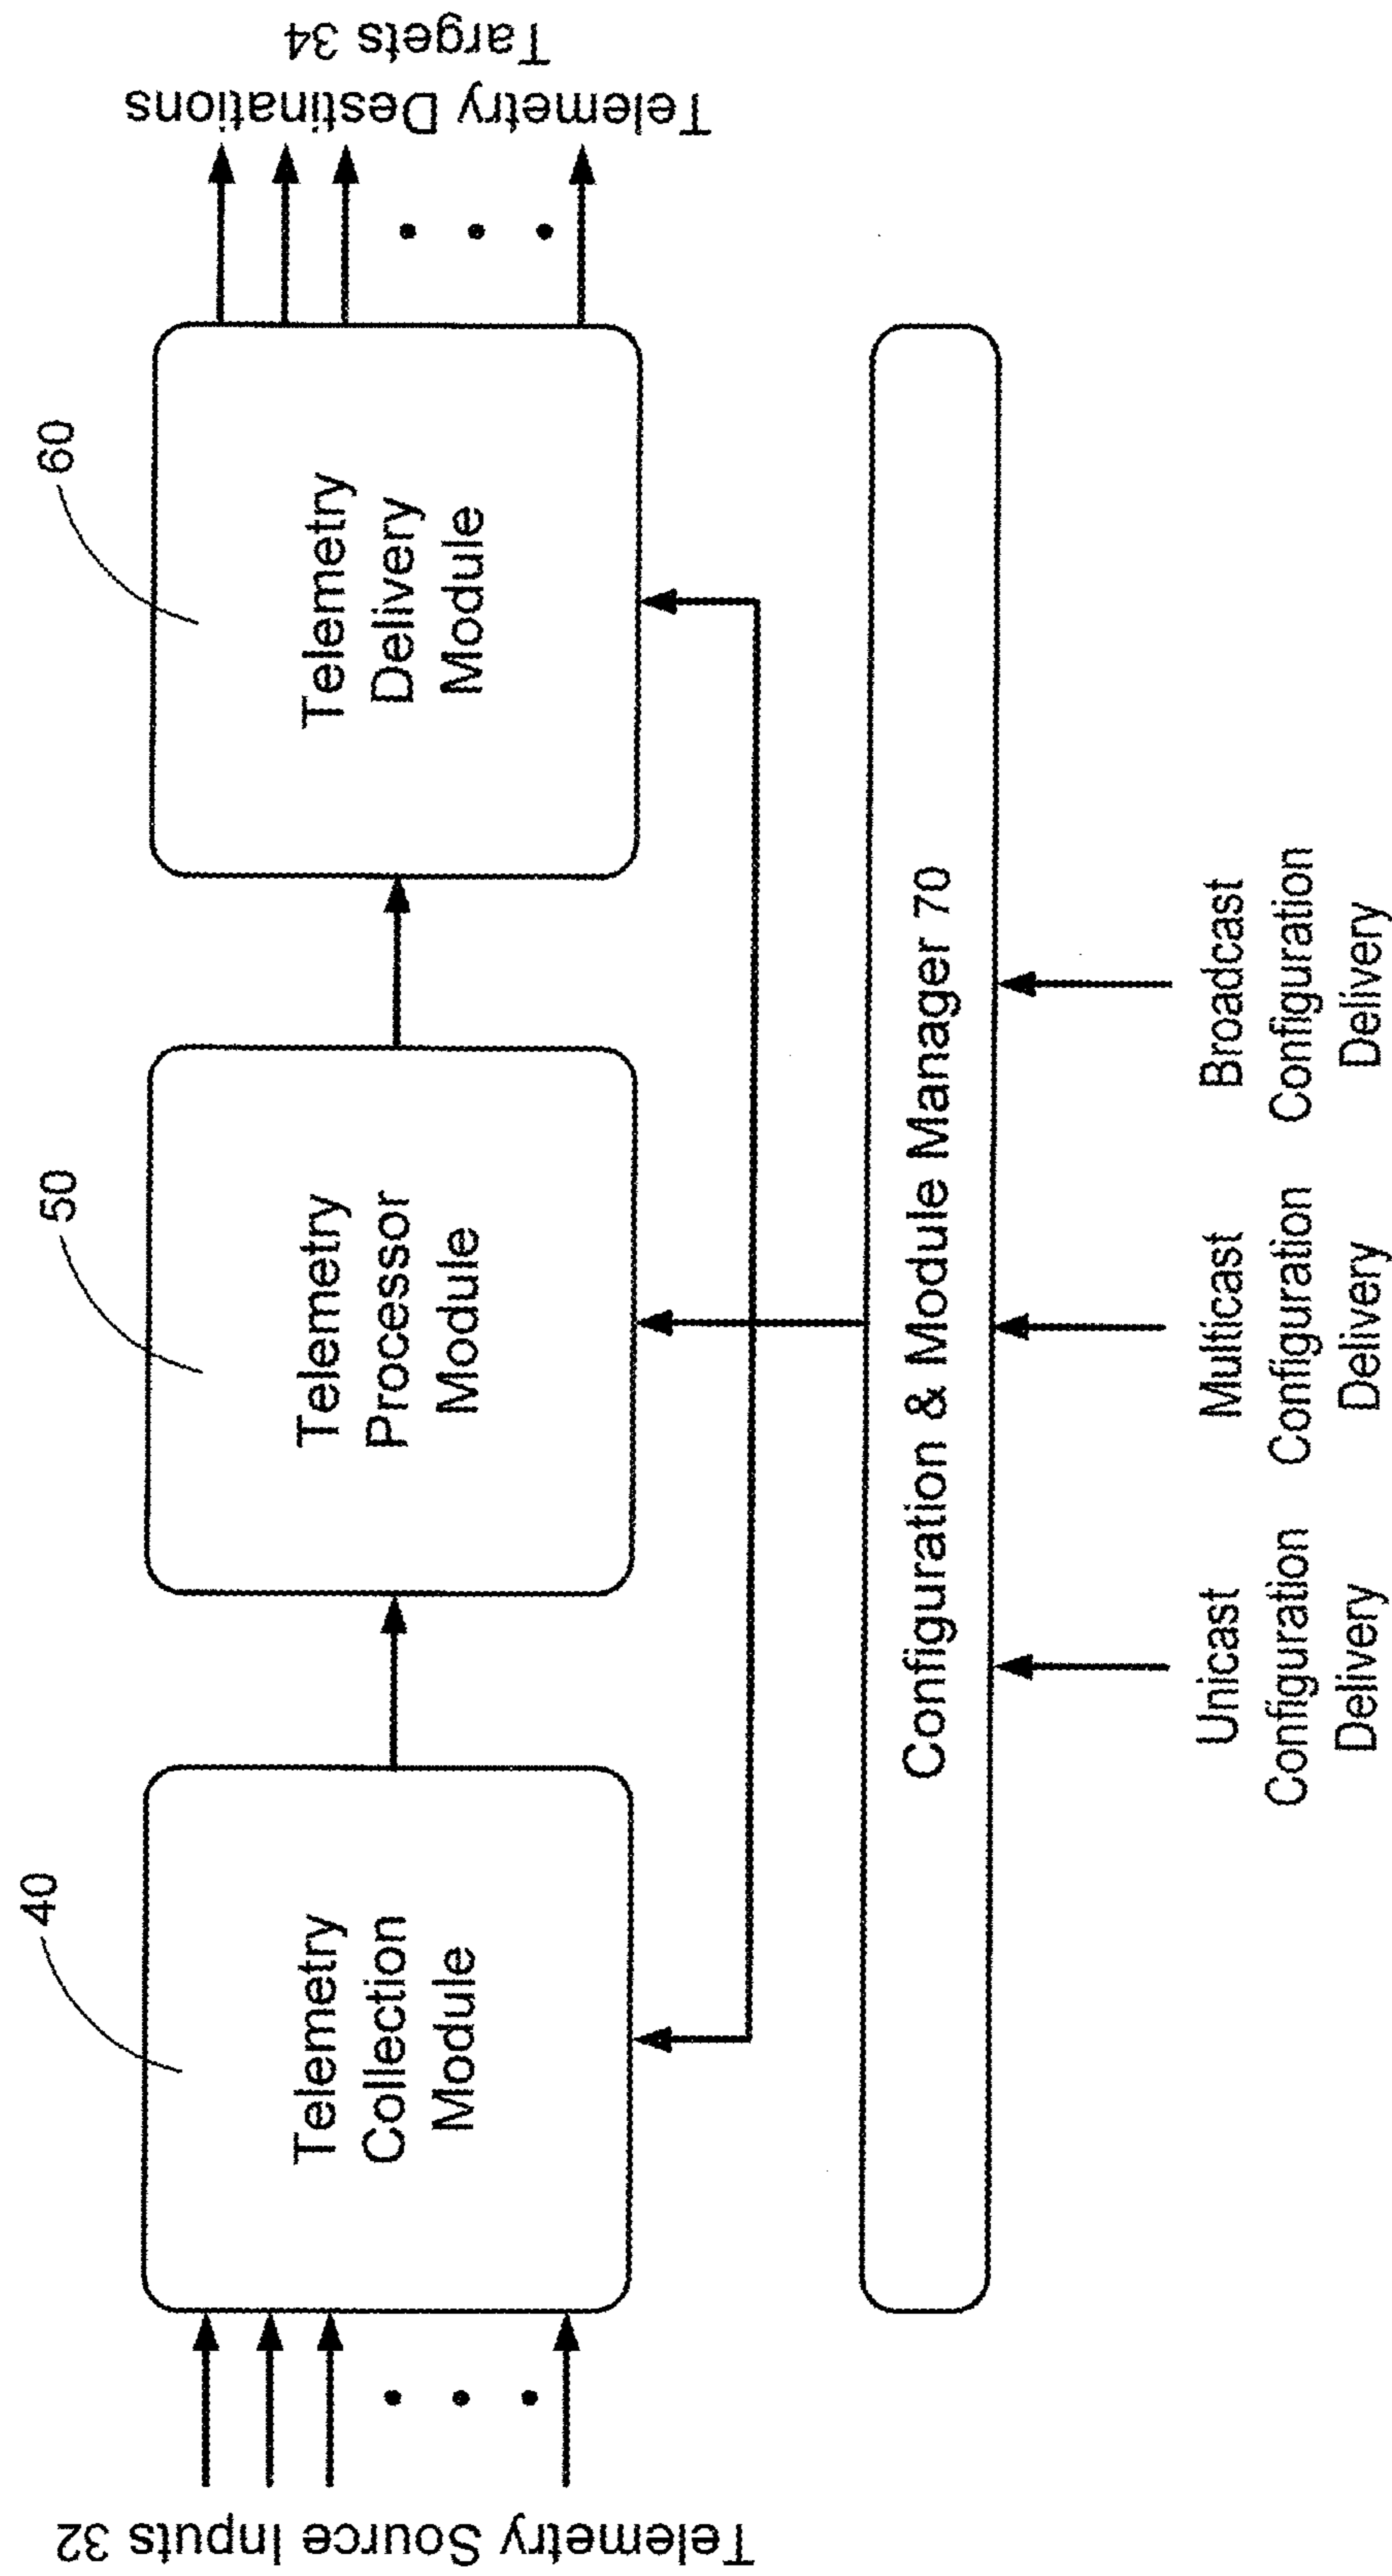 Telemetry Source Inputs 32
40
Telemetry
Collection
Module
50
Telemetry
Processor
Module
60
Telemetry
Delivery
Module
Telemetry Destinations
Targets 34
Configuration & Module Manager 70
Unicast
Configuration
Delivery
Multicast
Configuration
Delivery
Broadcast
Configuration
Delivery